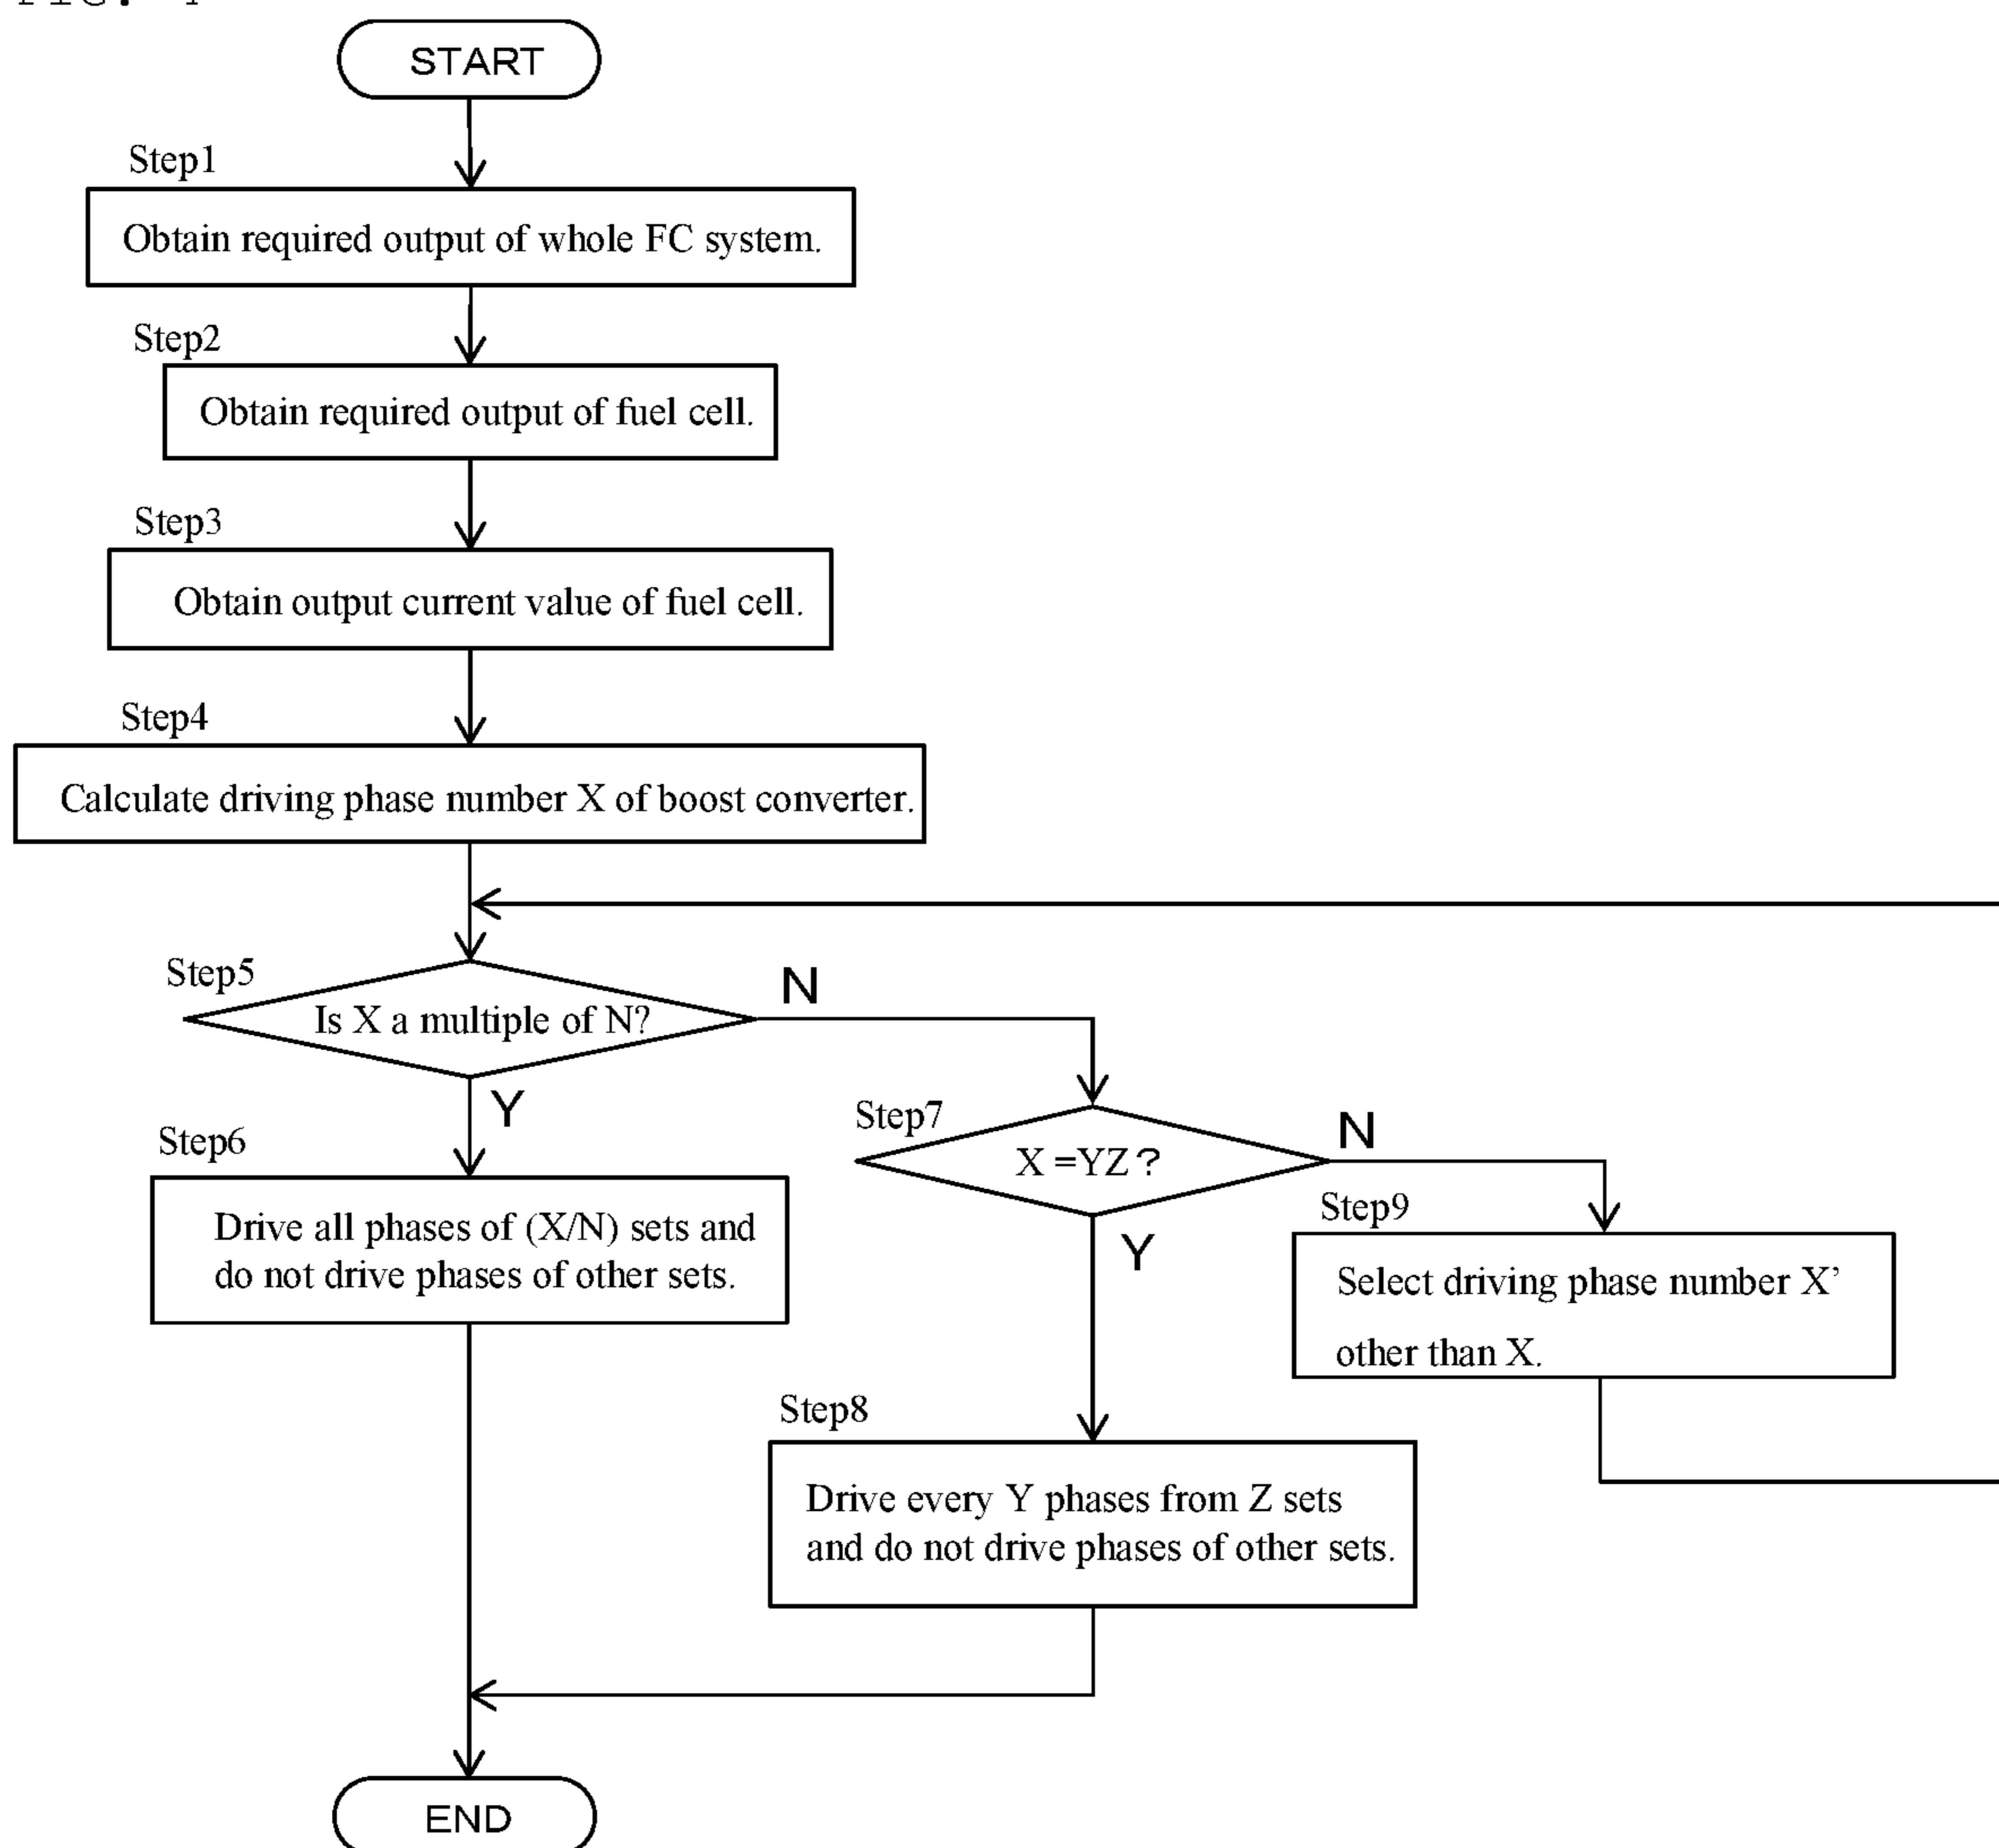 START
Step1
Obtain required output of whole FC system.
Step2
Obtain required output of fuel cell.
Step3
Obtain output current value of fuel cell.
Step4
Calculate driving phase number X of boost converter.
Step5
Is X a multiple of N?
N
Y
Step6
Drive all phases of (X/N) sets and
do not drive phases of other sets.
Step7
X =YZ ?
N
Y
Step9
Select driving phase number X’
other than X.
Step8
Drive every Y phases from Z sets
and do not drive phases of other sets.
END